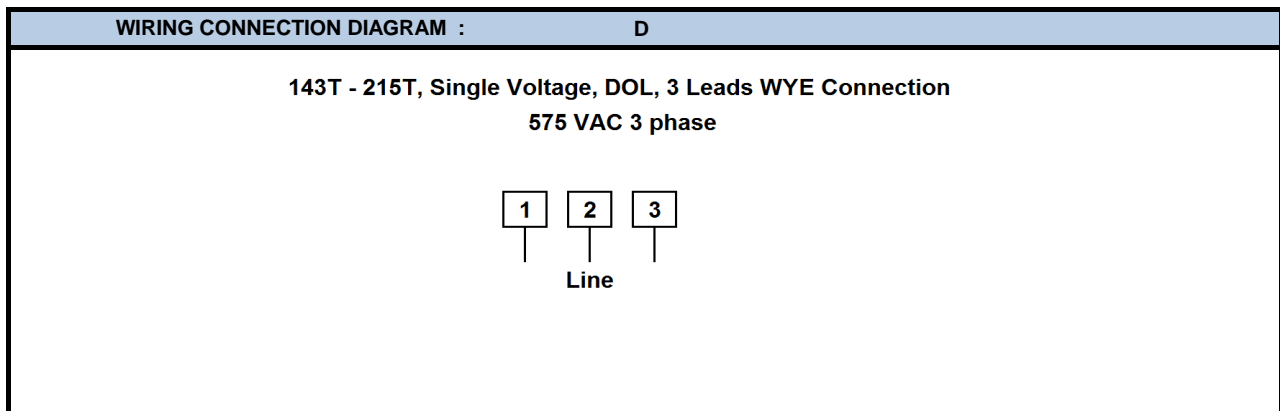 WIRING CONNECTION DIAGRAM : D
143T - 215T, Single Voltage, DOL, 3 Leads WYE Connection
575 VAC 3 phase
1 2 3
Line